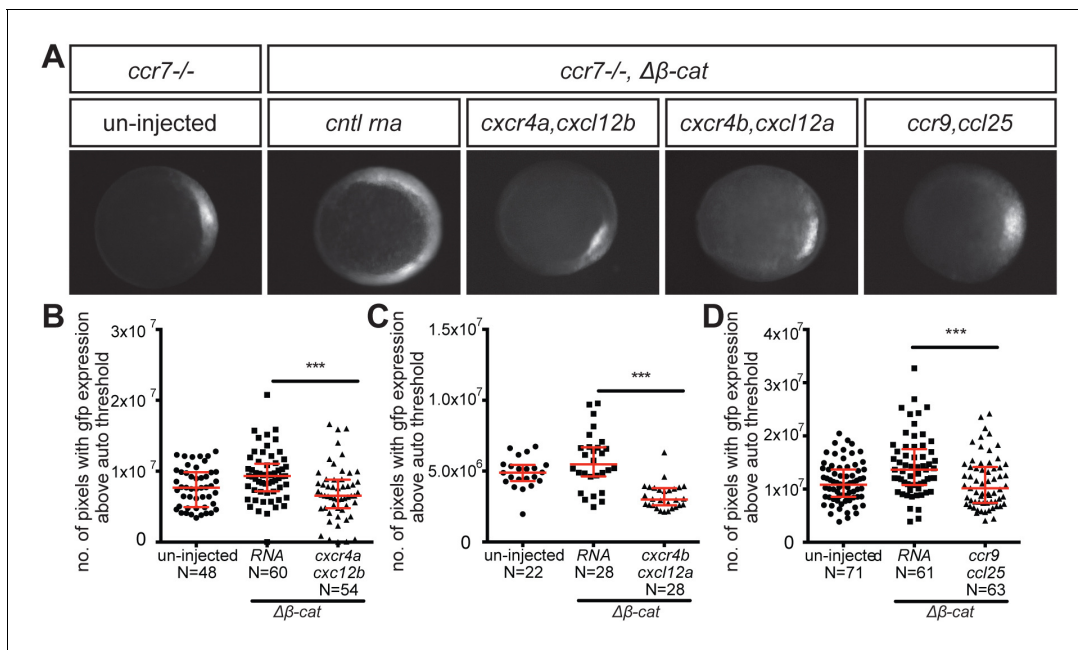 A
ccr7-/-
ccr7-/-, Δβ-cat
un-injected
cntl rna
cxcr4a,cxcl12b
cxcr4b,cxcl12a
ccr9,ccl25
B
no. of pixels with gfp expression
above auto threshold
3x10 7
2x10 7
1x10 7
0
***
un-injected
N=48
RNA
N=60
cxcr4a
cxc12b
N=54
Δβ-cat
C
no. of pixels with gfp expression
above auto threshold
1.5x10 7
1.0x10 7
5.0x10 6
0
***
un-injected
N=22
RNA
N=28
cxcr4b
cxcl12a
N=28
Δβ-cat
D
no. of pixels with gfp expression
above auto threshold
4x10 7
3x10 7
2x10 7
1x10 7
0
***
un-injected
N=71
RNA
N=61
ccr9
ccl25
N=63
Δβ-cat